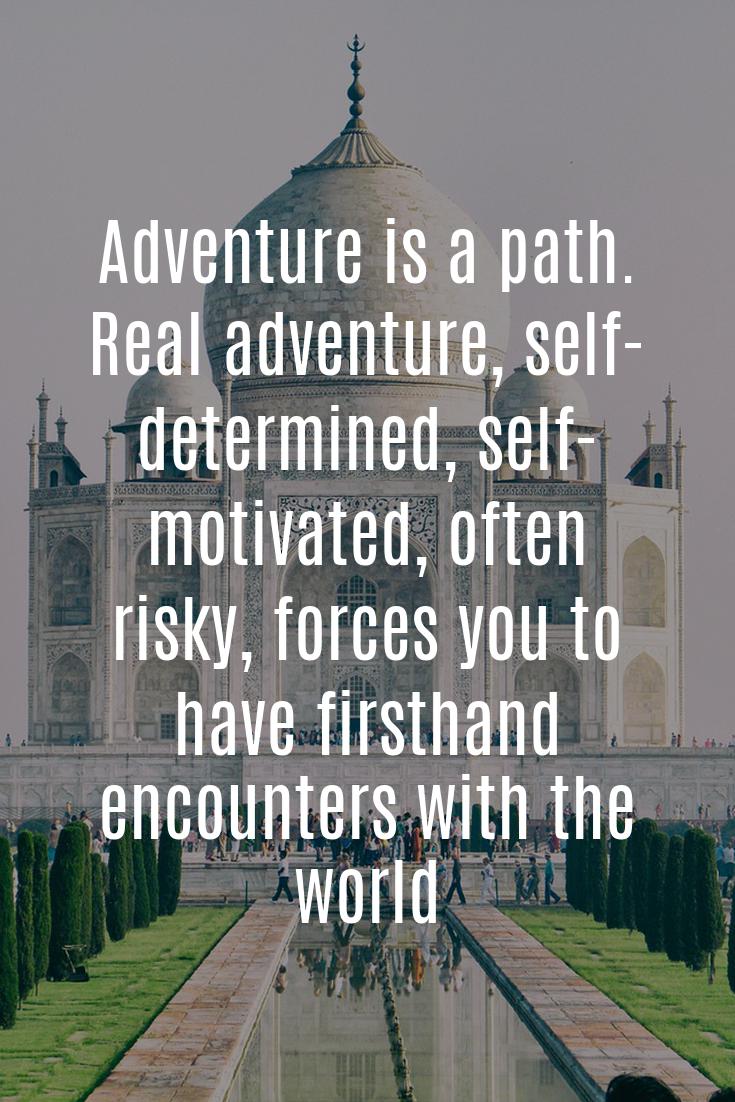 Adventure is a path.
Real adventure, self-
determined, self-
motivated, often
risky, forces you to
have firsthand
encounters with the
world